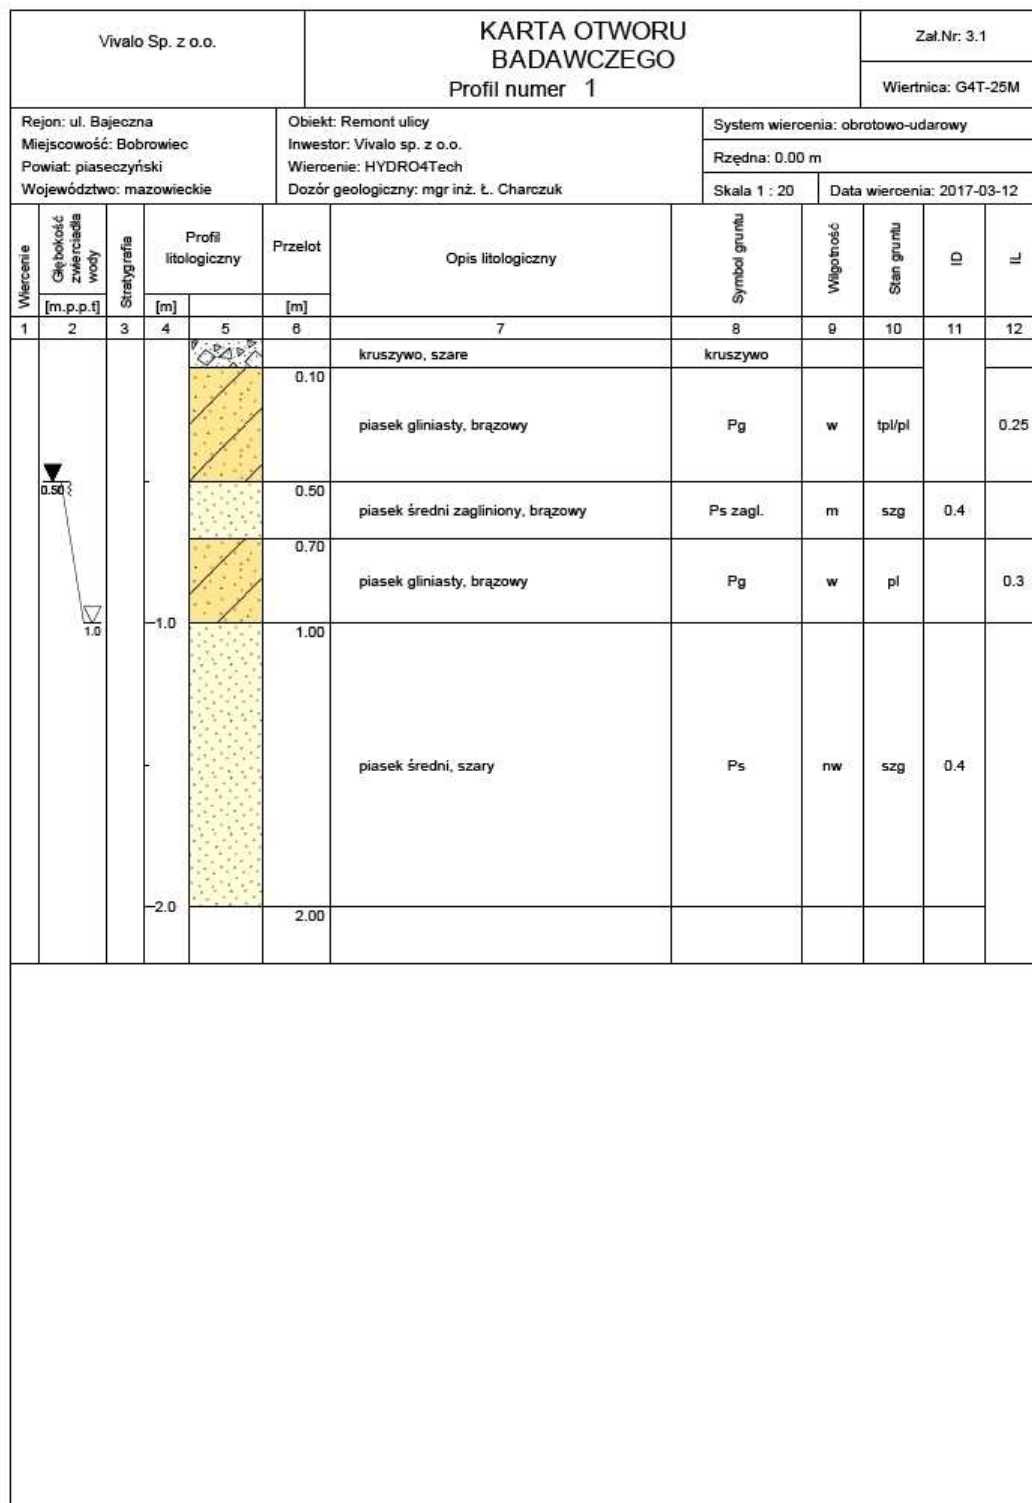 Vivalo Sp. z o.o.
KARTA OTWORU
BADAWCZEGO
Profil numer 1
Zał.Nr: 3.1
Wiertnica: G4T-25M
Rejon: ul. Bajeczna
Miejscowość: Bobrowiec
Powiat: piaseczyński
Województwo: mazowieckie
Obiekt: Remont ulicy
Inwestor: Vivalo sp. z o.o.
Wiercenie: HYDRO4Tech
Dozór geologiczny: mgr inż. Ł. Charczuk
System wiercenia: obrotowo-udarowy
Rzędna: 0.00 m
Skala 1 : 20
Data wiercenia: 2017-03-12
Wiercenie
Głębokość
zwierciadła
wody
[m.p.p.t]
Stratygrafia
Profil
litologiczny
[m]
Przelot
[m]
Opis litologiczny
Symbol gruntu
Wilgotność
Stan gruntu
ID
IL
1 2 3 4 5 6 7 8 9 10 11 12
kruszywo, szare kruszywo
0.10
piasek gliniasty, brązowy Pg w tpl/pl 0.25
0.50
0.50
piasek średni zagliniony, brązowy Ps zagl. m szg 0.4
0.70
piasek gliniasty, brązowy Pg w pl 0.3
1.0
1.0
1.00
piasek średni, szary Ps nw szg 0.4
2.0
2.00